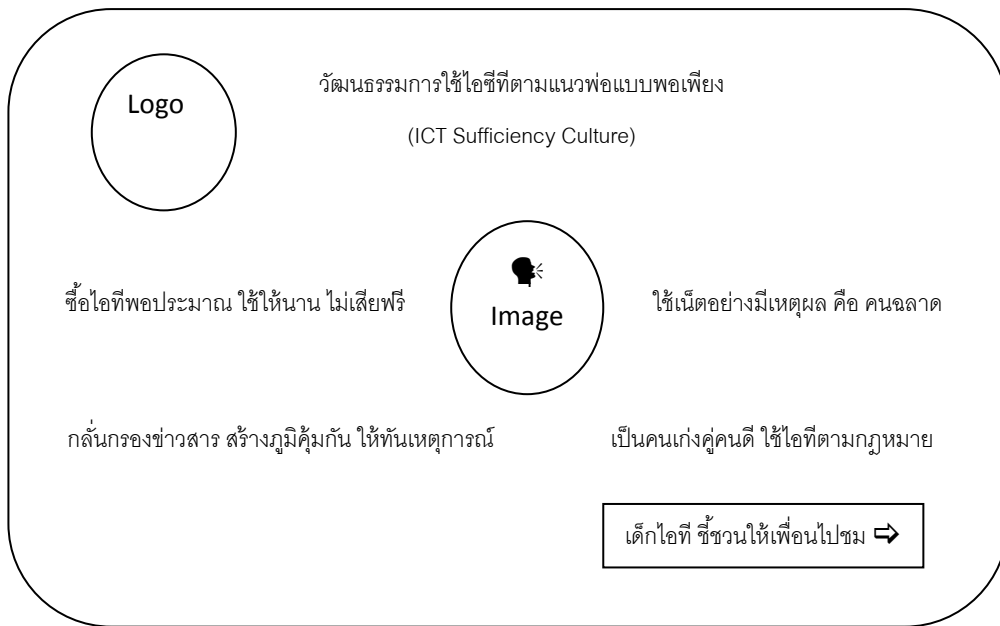 Logo
วัฒนธรรมการใช้ไอซีทีตามแนวพ่อแบบพอเพียง
(ICT Sufficiency Culture)
ซื้อไอทีพอประมาณ ใช้ให้นาน ไม่เสียฟรี
Image
ใช้เน็ตอย่างมีเหตุผล คือ คนฉลาด
กลั่นกรองข่าวสาร สร้างภูมิคุ้มกัน ให้ทันเหตุการณ์
เป็นคนเก่งคู่คนดี ใช้ไอทีตามกฎหมาย
เด็กไอที ชี้ชวนให้เพื่อนไปชม